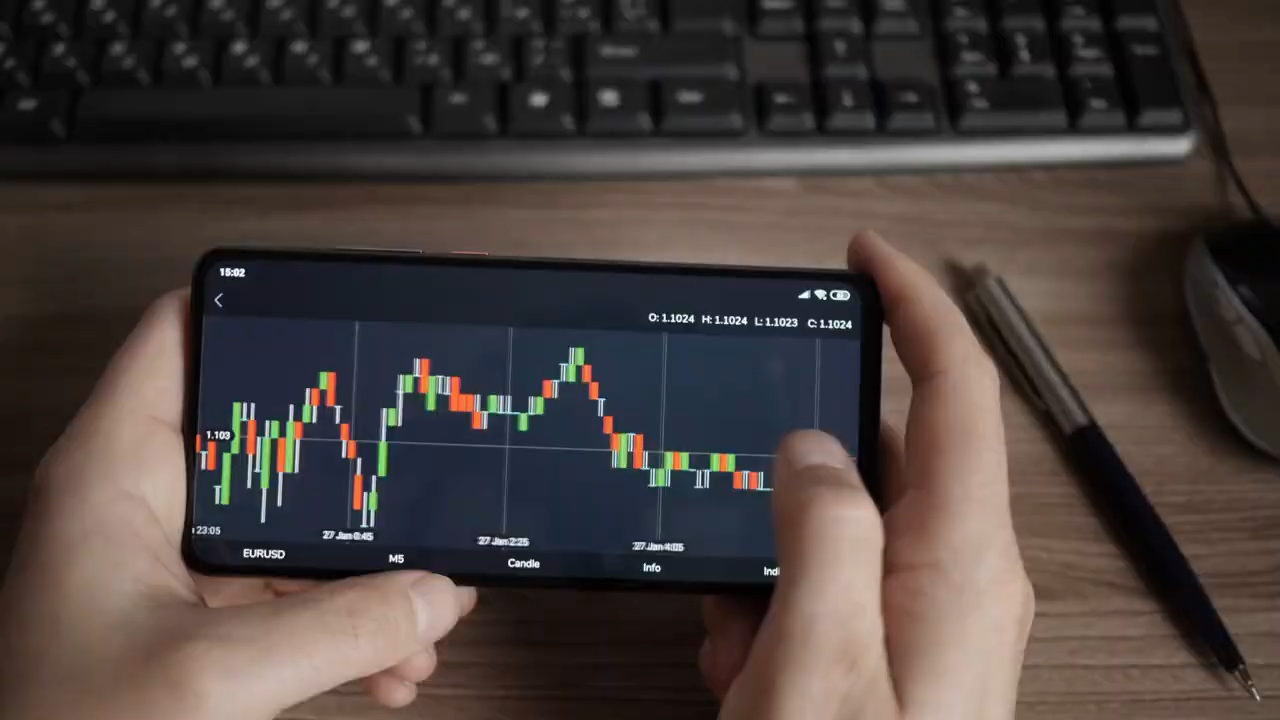 15:02
O: 1.1024 H: 1.1024 L: 1.1023 C: 1.1024
1.103
23:05
27 Jan 0:45
27 Jan 2:25
27 Jan 4:05
EURUSD M5 Candle Info Indi